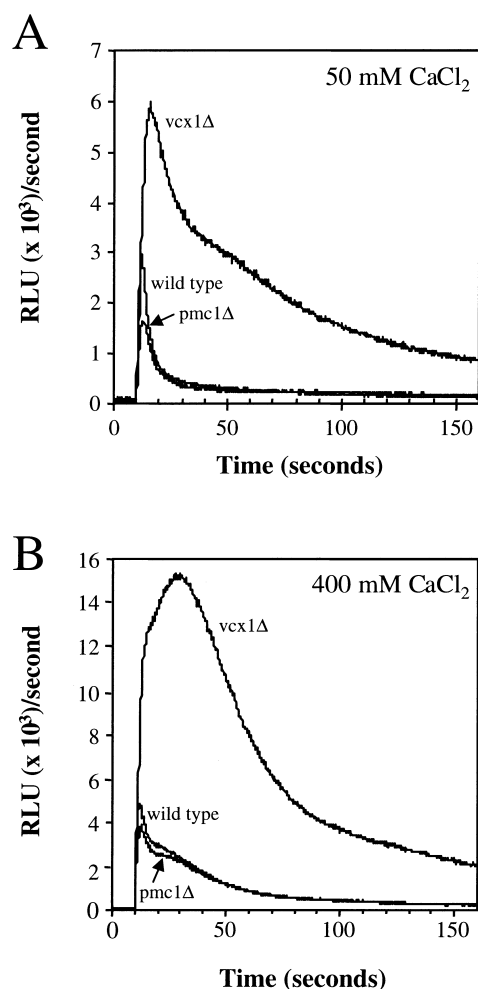 A
50 mM CaCl₂
RLU (x 10³)/second
7
6
5
4
3
2
1
0
vcx1Δ
wild type
pmc1Δ
0 50 100 150
Time (seconds)
B
400 mM CaCl₂
RLU (x 10³)/second
16
14
12
10
8
6
4
2
0
vcx1Δ
wild type
pmc1Δ
0 50 100 150
Time (seconds)